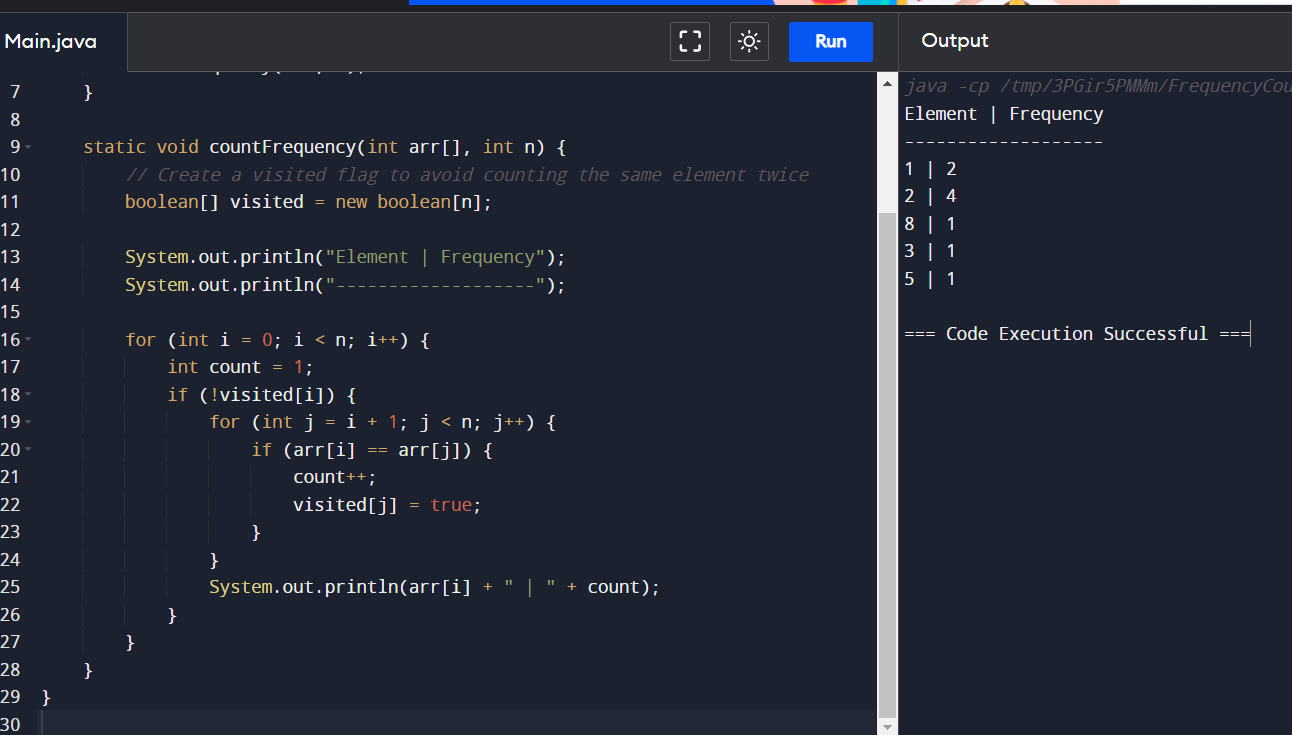 Main.java
Run
Output
7 }
8
9 static void countFrequency(int arr[], int n) {
10 // Create a visited flag to avoid counting the same element twice
11 boolean[] visited = new boolean[n];
12
13 System.out.println("Element | Frequency");
14 System.out.println("-------------------");
15
16 for (int i = 0; i < n; i++) {
17 int count = 1;
18 if (!visited[i]) {
19 for (int j = i + 1; j < n; j++) {
20 if (arr[i] == arr[j]) {
21 count++;
22 visited[j] = true;
23 }
24 }
25 System.out.println(arr[i] + " | " + count);
26 }
27 }
28 }
29 }
30
java -cp /tmp/3PGir5PMMm/FrequencyCou
Element | Frequency
-------------------
1 | 2
2 | 4
8 | 1
3 | 1
5 | 1
=== Code Execution Successful ===